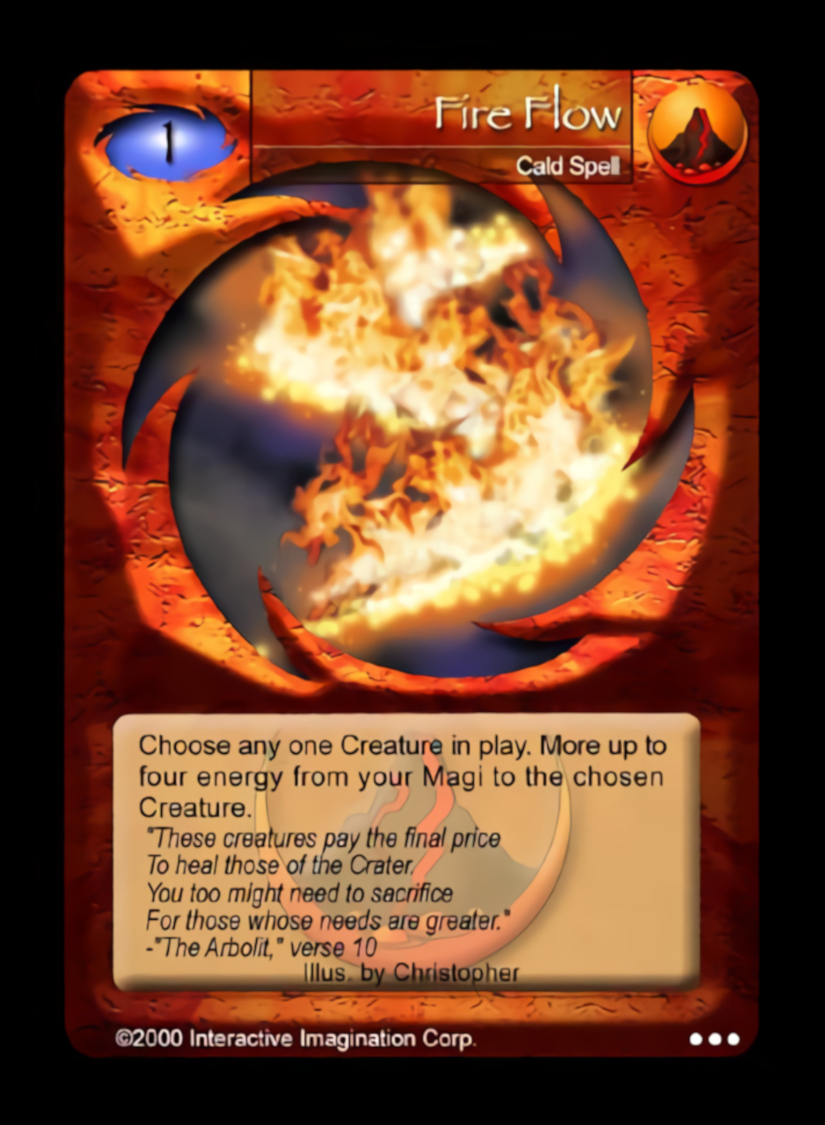 1
Fire Flow
Cald Spell
Choose any one Creature in play. More up to
four energy from your Magi to the chosen
Creature.
"These creatures pay the final price
To heal those of the Crater.
You too might need to sacrifice
For those whose needs are greater."
-"The Arbolit," verse 10
Illus. by Christopher
©2000 Interactive Imagination Corp.